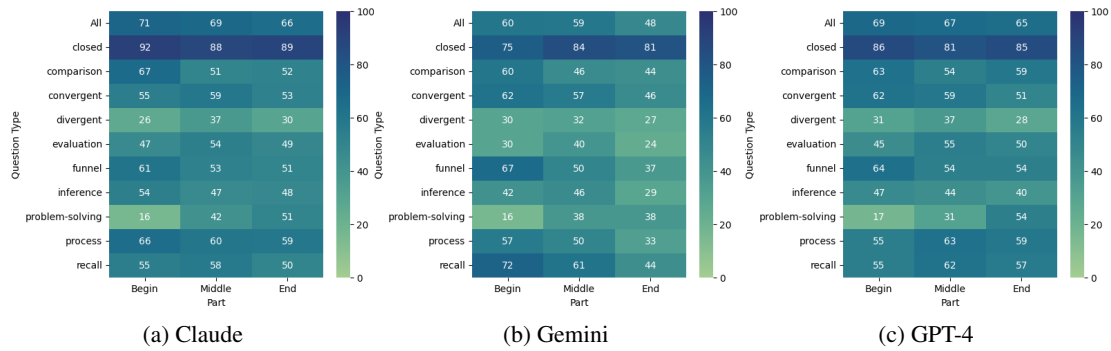 All 71 69 66
closed 92 88 89
comparison 67 51 52
convergent 55 59 53
divergent 26 37 30
evaluation 47 54 49
funnel 61 53 51
inference 54 47 48
problem-solving 16 42 51
process 66 60 59
recall 55 58 50
Begin Middle End
Part
Question Type
100
80
60
40
20
0
(a) Claude
All 60 59 48
closed 75 84 81
comparison 60 46 44
convergent 62 57 46
divergent 30 32 27
evaluation 30 40 24
funnel 67 50 37
inference 42 46 29
problem-solving 16 38 38
process 57 50 33
recall 72 61 44
Begin Middle End
Part
Question Type
100
80
60
40
20
0
(b) Gemini
All 69 67 65
closed 86 81 85
comparison 63 54 59
convergent 62 59 51
divergent 31 37 28
evaluation 45 55 50
funnel 64 54 54
inference 47 44 40
problem-solving 17 31 54
process 55 63 59
recall 55 62 57
Begin Middle End
Part
Question Type
100
80
60
40
20
0
(c) GPT-4